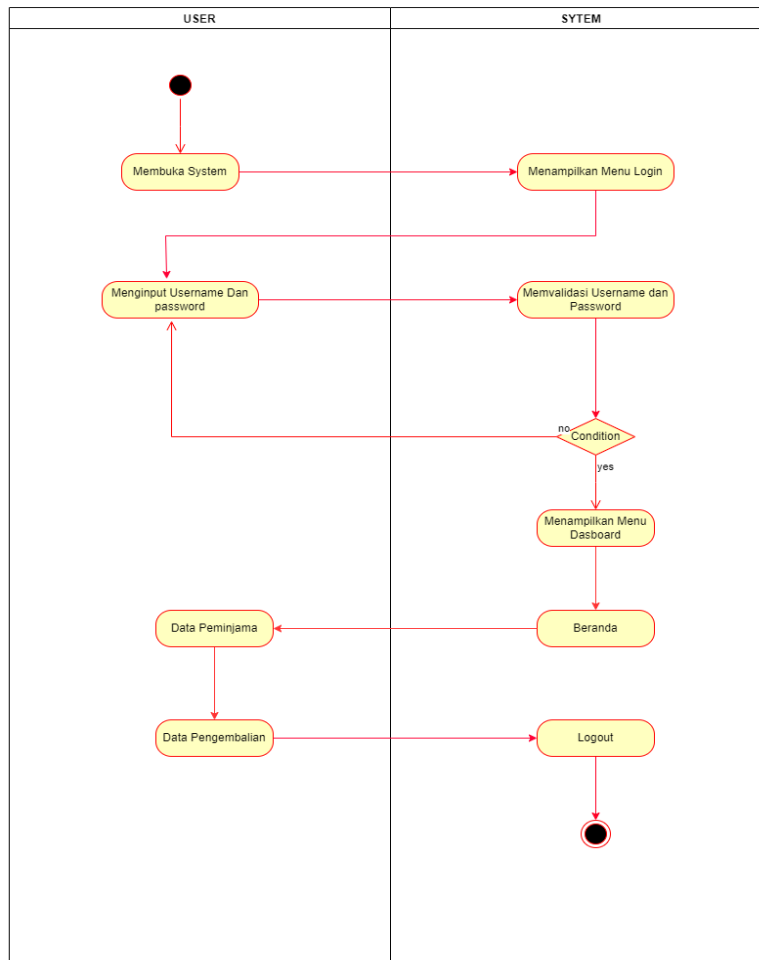 USER
SYTEM
Membuka System
Menampilkan Menu Login
Menginput Username Dan
password
Memvalidasi Username dan
Password
no
Condition
yes
Menampilkan Menu
Dasboard
Data Peminjama
Beranda
Data Pengembalian
Logout